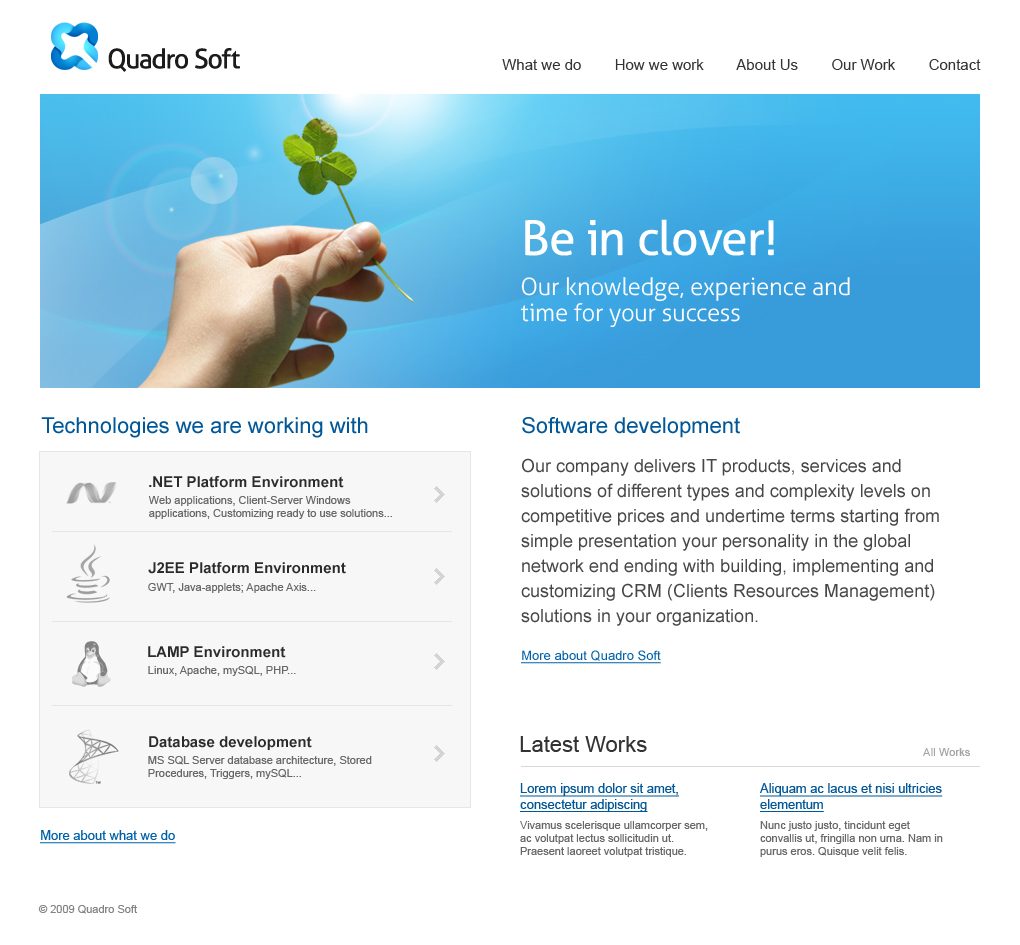 Quadro Soft
What we do
How we work
About Us
Our Work
Contact
Be in clover!
Our knowledge, experience and
time for your success
Technologies we are working with
.NET Platform Environment
Web applications, Client-Server Windows
applications, Customizing ready to use solutions...
J2EE Platform Environment
GWT, Java-applets; Apache Axis...
LAMP Environment
Linux, Apache, mySQL, PHP...
Database development
MS SQL Server database architecture, Stored
Procedures, Triggers, mySQL...
TM
More about what we do
Software development
Our company delivers IT products, services and
solutions of different types and complexity levels on
competitive prices and undertime terms starting from
simple presentation your personality in the global
network end ending with building, implementing and
customizing CRM (Clients Resources Management)
solutions in your organization.
More about Quadro Soft
Latest Works
All Works
Lorem ipsum dolor sit amet,
consectetur adipiscing
Vivamus scelerisque ullamcorper sem,
ac volutpat lectus sollicitudin ut.
Praesent laoreet volutpat tristique.
Aliquam ac lacus et nisi ultricies
elementum
Nunc justo justo, tincidunt eget
convallis ut, fringilla non urna. Nam in
purus eros. Quisque velit felis.
© 2009 Quadro Soft